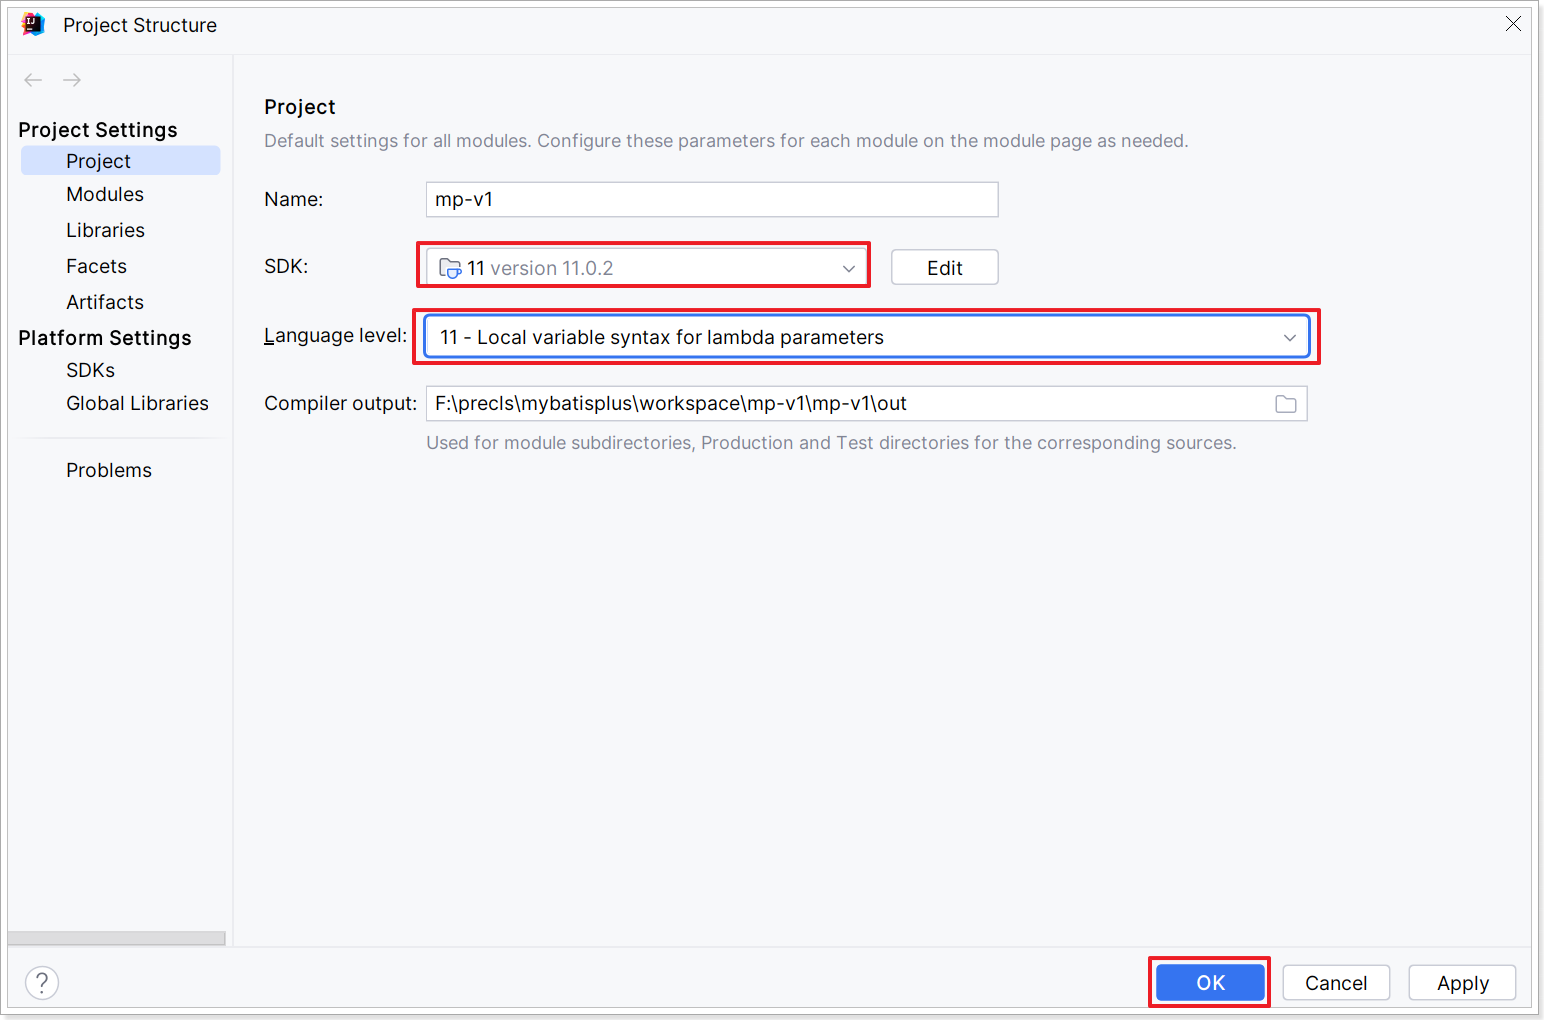 IJ
Project Structure
Project Settings
Project
Modules
Libraries
Facets
Artifacts
Platform Settings
SDKs
Global Libraries
Problems
Project
Default settings for all modules. Configure these parameters for each module on the module page as needed.
Name: mp-v1
SDK: 11 version 11.0.2 Edit
Language level: 11 - Local variable syntax for lambda parameters
Compiler output: F:\precls\mybatisplus\workspace\mp-v1\mp-v1\out
Used for module subdirectories, Production and Test directories for the corresponding sources.
? OK Cancel Apply